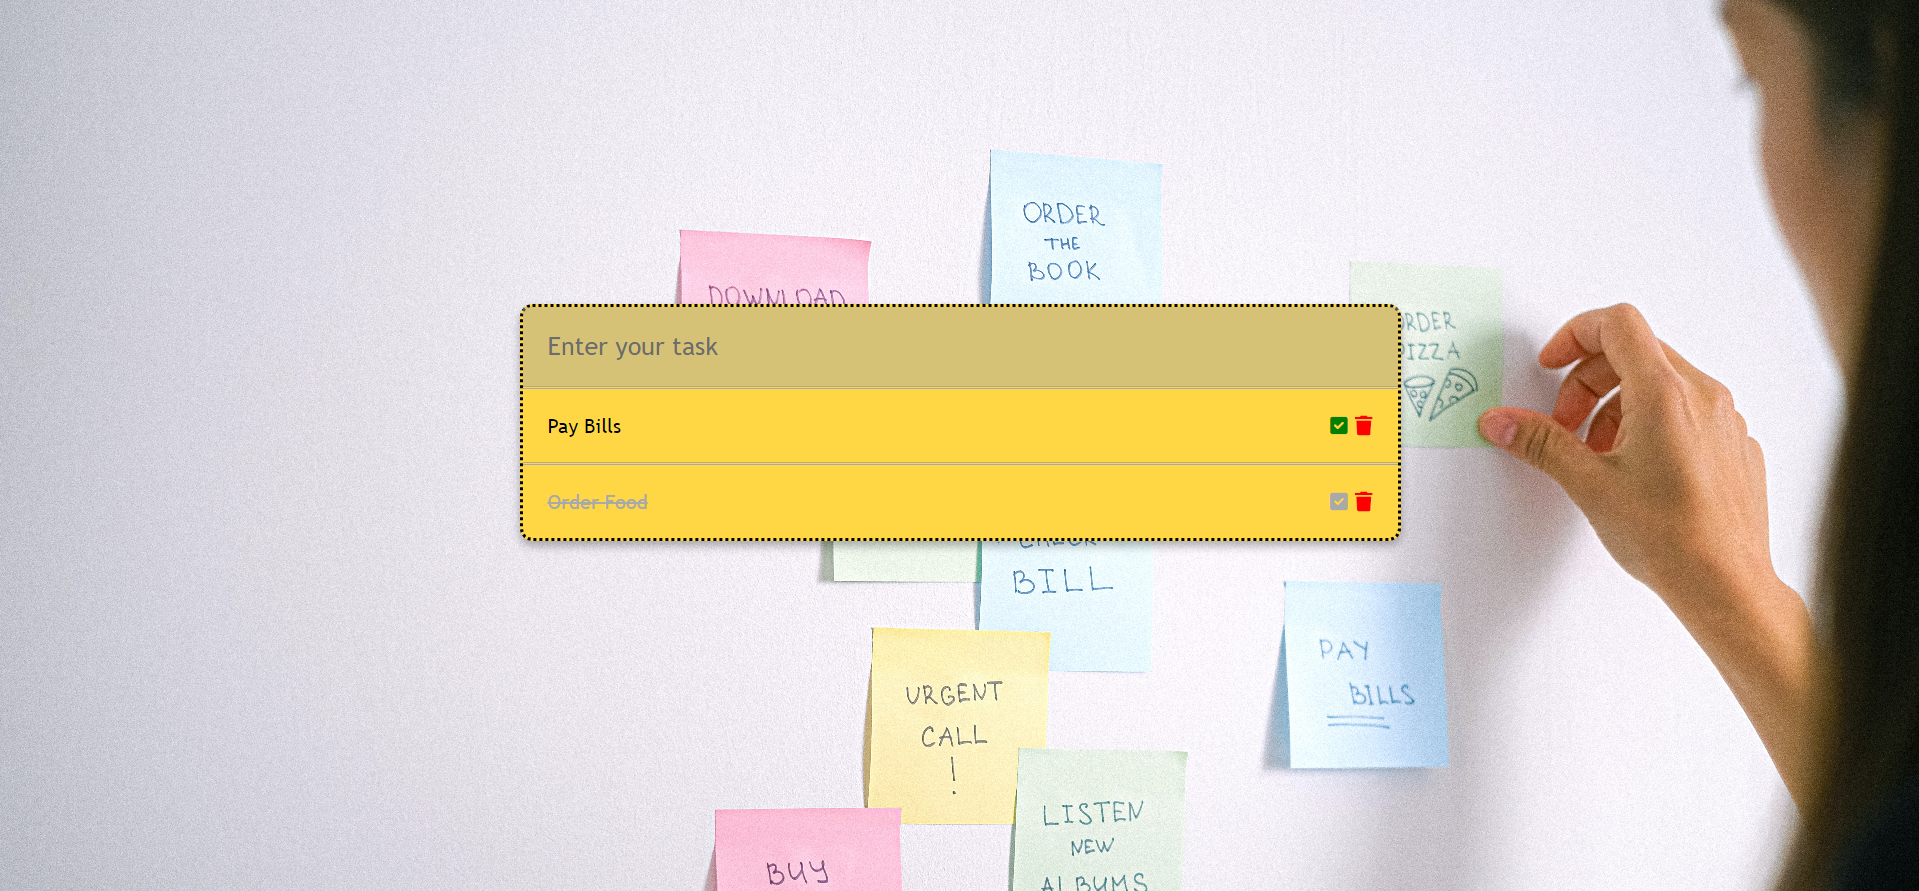 ORDER
THE
BOOK
DOWNLOAD
RDER
IZZA
Enter your task
Pay Bills
Order Food
CHECK
BILL
PAY
BILLS
URGENT
CALL
!
LISTEN
NEW
ALBUMS
BUY